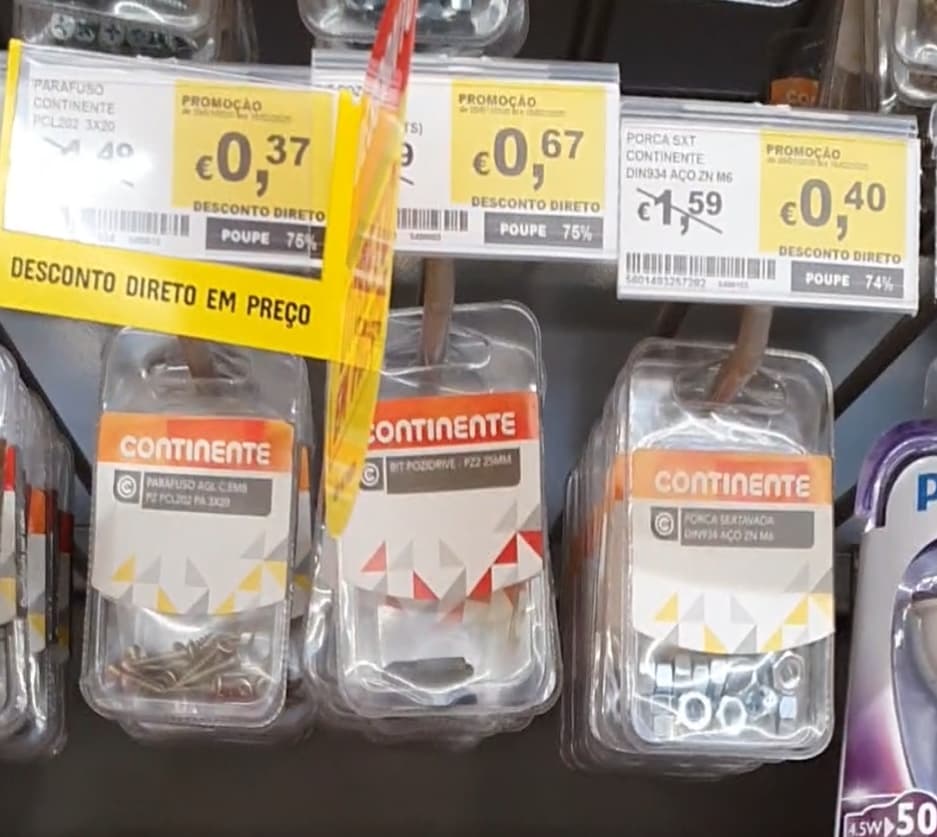 PARAFUSO
CONTINENTE
PCL202 3X20
PROMOÇÃO
€0,37
DESCONTO DIRETO
POUPE 75%
DESCONTO DIRETO EM PREÇO
PROMOÇÃO
€0,67
DESCONTO DIRETO
POUPE 75%
PORCA SXT
CONTINENTE
DIN934 AÇO ZN M6
€1,59
PROMOÇÃO
€0,40
DESCONTO DIRETO
POUPE 74%
CONTINENTE
PARAFUSO AGL C.EMB
PZ PCL202 PA 3X20
CONTINENTE
BIT POZIDRIVE - PZ2 25MM
CONTINENTE
PORCA SEXTAVADA
DIN934 AÇO ZN M6
P
4.5W 50